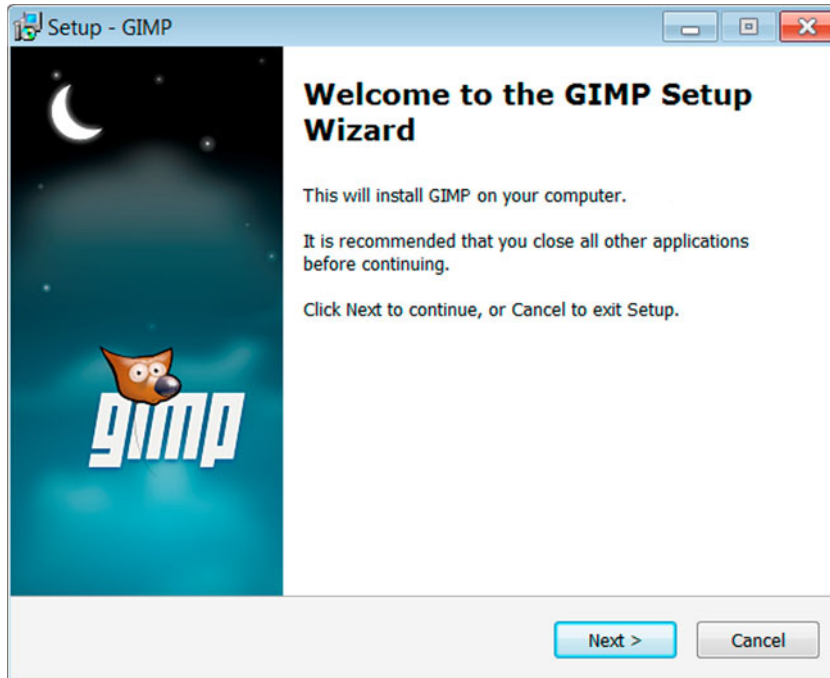 Setup - GIMP
Welcome to the GIMP Setup
Wizard
This will install GIMP on your computer.
It is recommended that you close all other applications
before continuing.
Click Next to continue, or Cancel to exit Setup.
gimp
Next >
Cancel